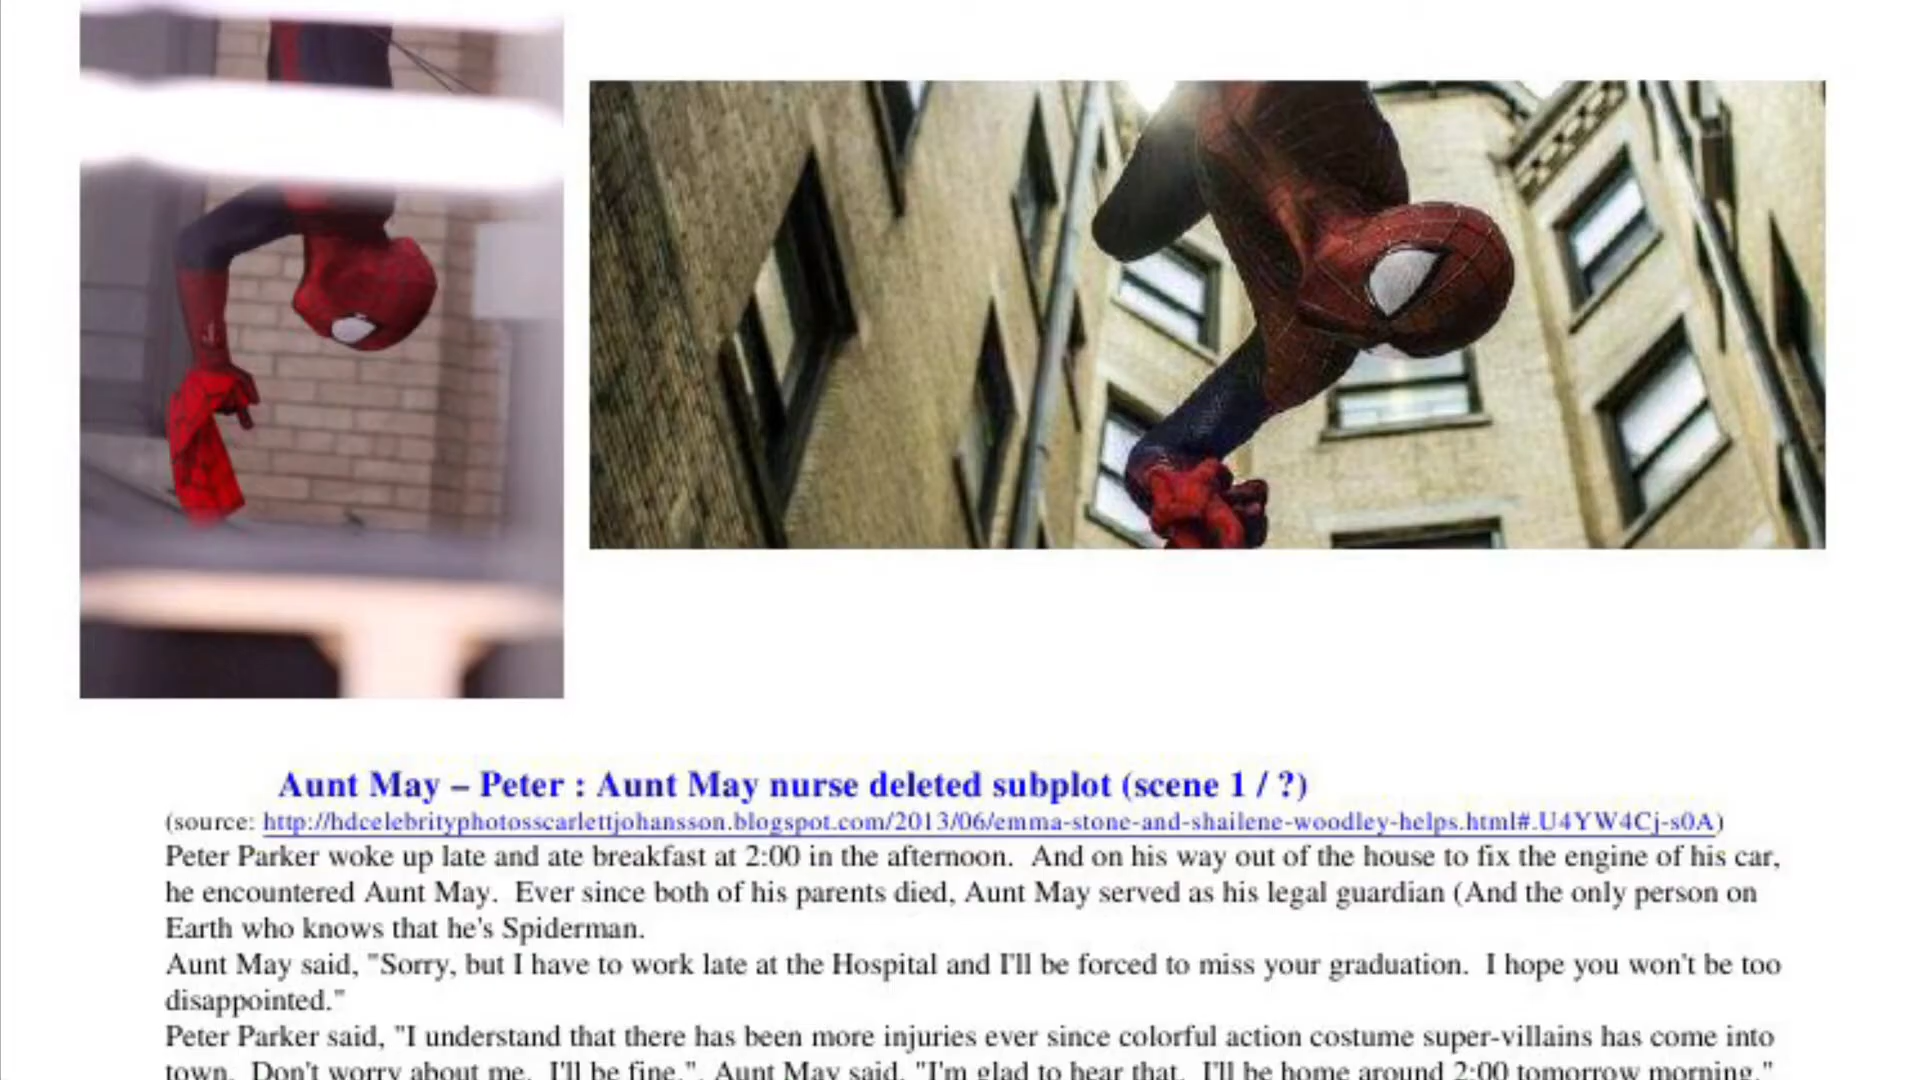 Aunt May – Peter : Aunt May nurse deleted subplot (scene 1 / ?)
(source: http://hdcelebrityphotosscarlettjohansson.blogspot.com/2013/06/emma-stone-and-shailene-woodley-helps.html#.U4YW4Cj-s0A)
Peter Parker woke up late and ate breakfast at 2:00 in the afternoon.  And on his way out of the house to fix the engine of his car,
he encountered Aunt May.  Ever since both of his parents died, Aunt May served as his legal guardian (And the only person on
Earth who knows that he's Spiderman.
Aunt May said, "Sorry, but I have to work late at the Hospital and I'll be forced to miss your graduation.  I hope you won't be too
disappointed."
Peter Parker said, "I understand that there has been more injuries ever since colorful action costume super-villains has come into
town.  Don't worry about me.  I'll be fine.". Aunt May said, "I'm glad to hear that.  I'll be home around 2:00 tomorrow morning."